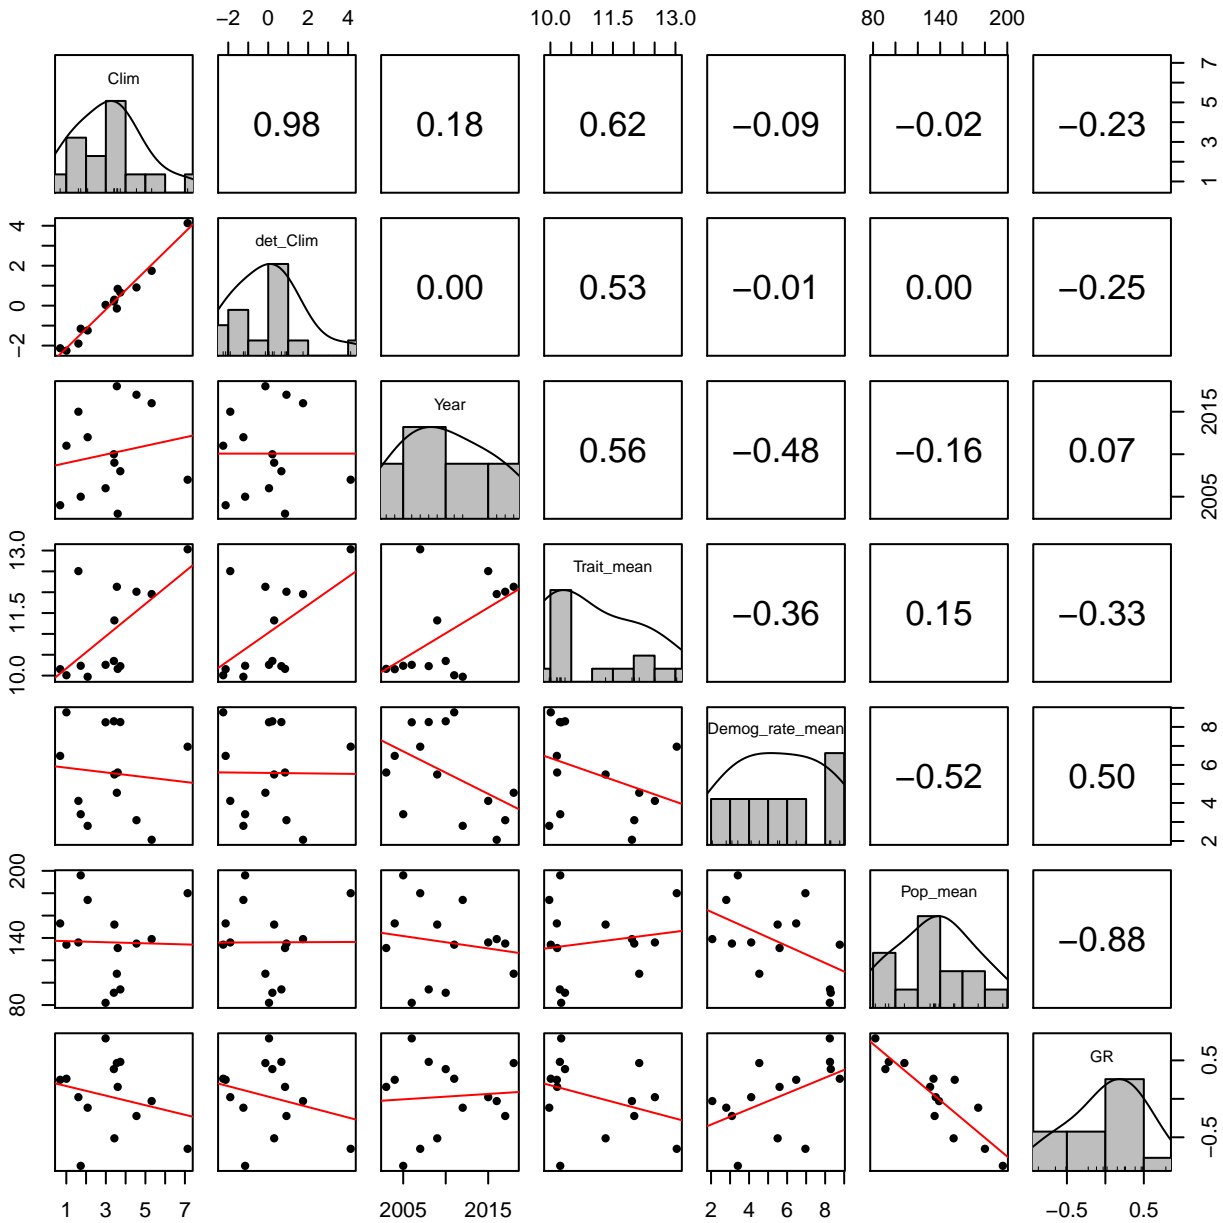 −2 0 2 4 10.0 11.5 13.0 80 140 200
Clim
0.98 0.18 0.62 −0.09 −0.02 −0.23
1 3 5 7
−2 0 2 4
det_Clim
0.00 0.53 −0.01 0.00 −0.25
Year
0.56 −0.48 −0.16 0.07
2005 2015
10.0 11.5 13.0
Trait_mean
−0.36 0.15 −0.33
Demog_rate_mean
−0.52 0.50
2 4 6 8
80 140 200
Pop_mean
−0.88
GR
−0.5 0.5
1 3 5 7 2005 2015 2 4 6 8 −0.5 0.5